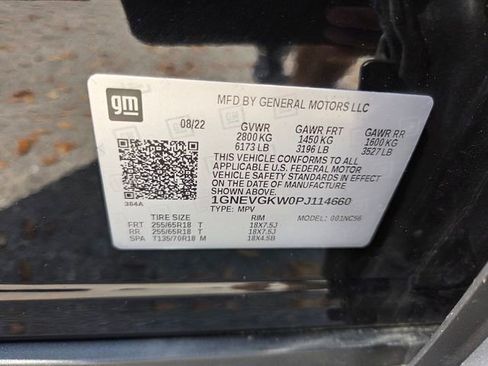 gm
MFD BY GENERAL MOTORS LLC
08/22 GVWR GAWR FRT GAWR RR
2800 KG 1450 KG 1600 KG
6173 LB 3196 LB 3527 LB
THIS VEHICLE CONFORMS TO ALL
APPLICABLE U.S. FEDERAL MOTOR
VEHICLE SAFETY STANDARDS IN
EFFECT ON THE DATE OF
MANUFACTURE SHOWN ABOVE.
384A
1GNEVGKW0PJ114660
TYPE: MPV MODEL: 001NC56
TIRE SIZE RIM
FRT 255/65R18 T 18X7.5J
RR 255/65R18 T 18X7.5J
SPA T135/70R18 M 18X4.5B